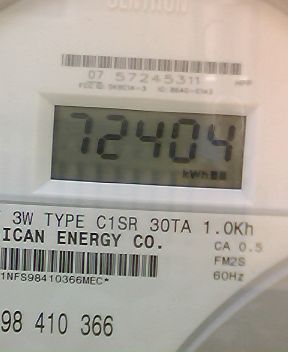 CENTRON
07 57245311
72404
kWh
3W TYPE C1SR 30TA 1.0Kh
ICAN ENERGY CO.
CA 0.5
FM2S
60Hz
1NFS98410366MEC*
98 410 366